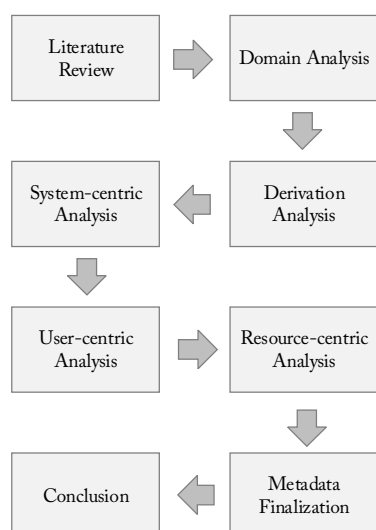 Literature
Review
Domain Analysis
Derivation
Analysis
System-centric
Analysis
User-centric
Analysis
Resource-centric
Analysis
Metadata
Finalization
Conclusion